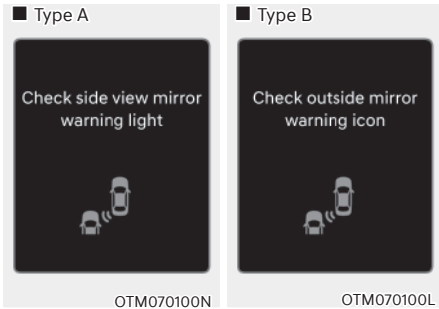 ■ Type A
Check side view mirror
warning light
OTM070100N
■ Type B
Check outside mirror
warning icon
OTM070100L